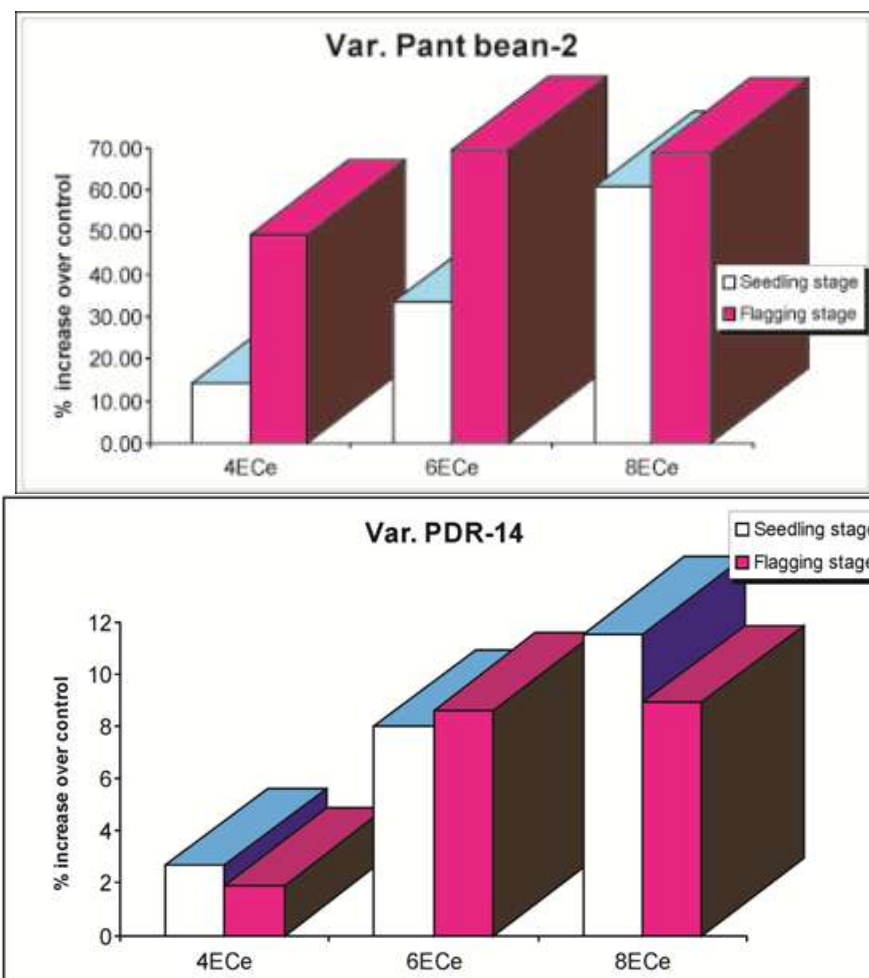 Var. Pant bean-2
% increase over control
70.00
60.00
50.00
40.00
30.00
20.00
10.00
0.00
4ECe
6ECe
8ECe
Seedling stage
Flagging stage
Var. PDR-14
% increase over control
12
10
8
6
4
2
0
4ECe
6ECe
8ECe
Seedling stage
Flagging stage